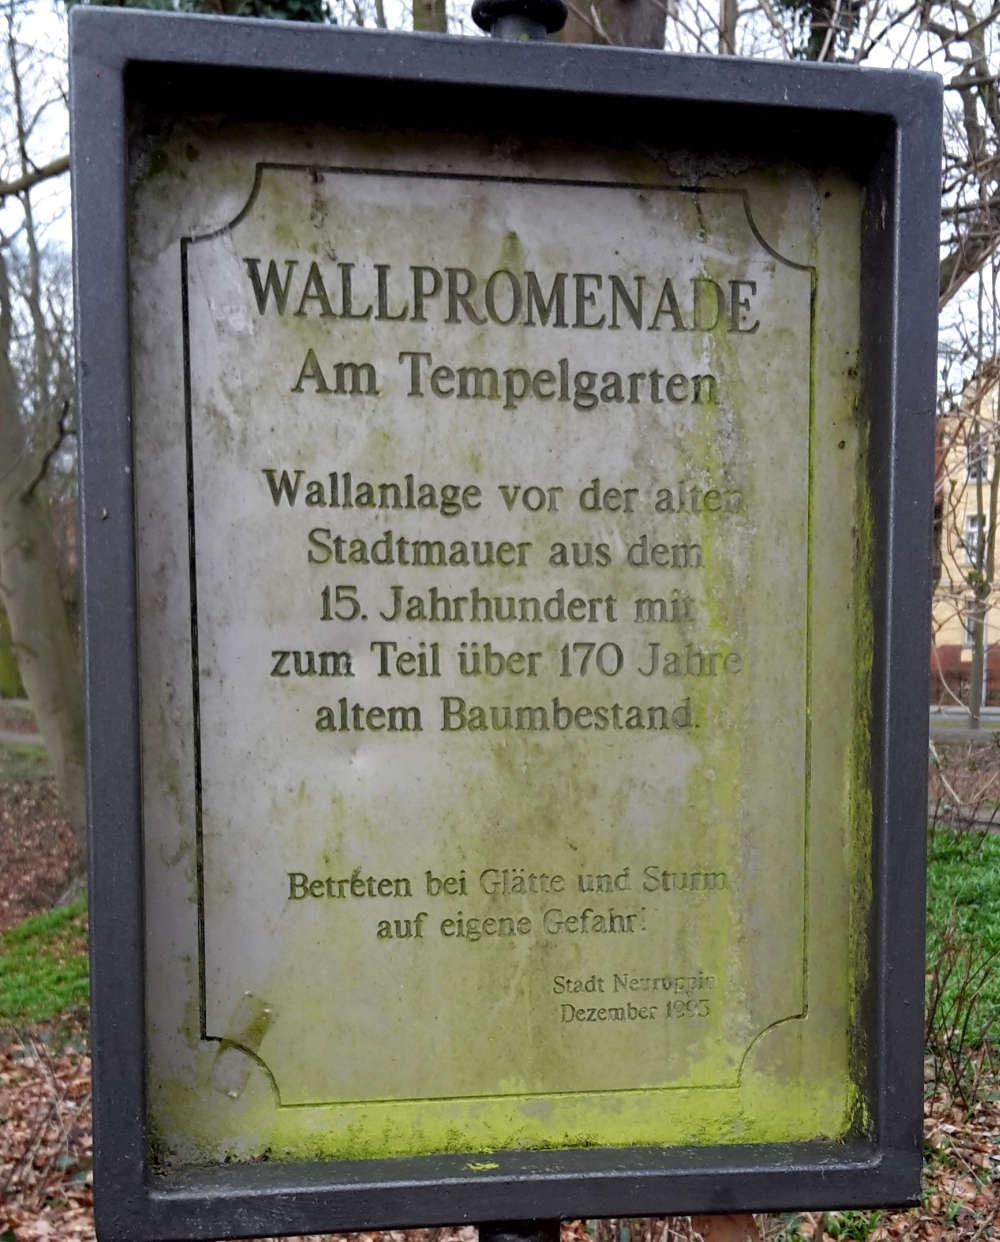 WALLPROMENADE
Am Tempelgarten
Wallanlage vor der alten
Stadtmauer aus dem
15. Jahrhundert mit
zum Teil über 170 Jahre
altem Baumbestand.
Betreten bei Glätte und Sturm
auf eigene Gefahr!
Stadt Neuruppin
Dezember 1993